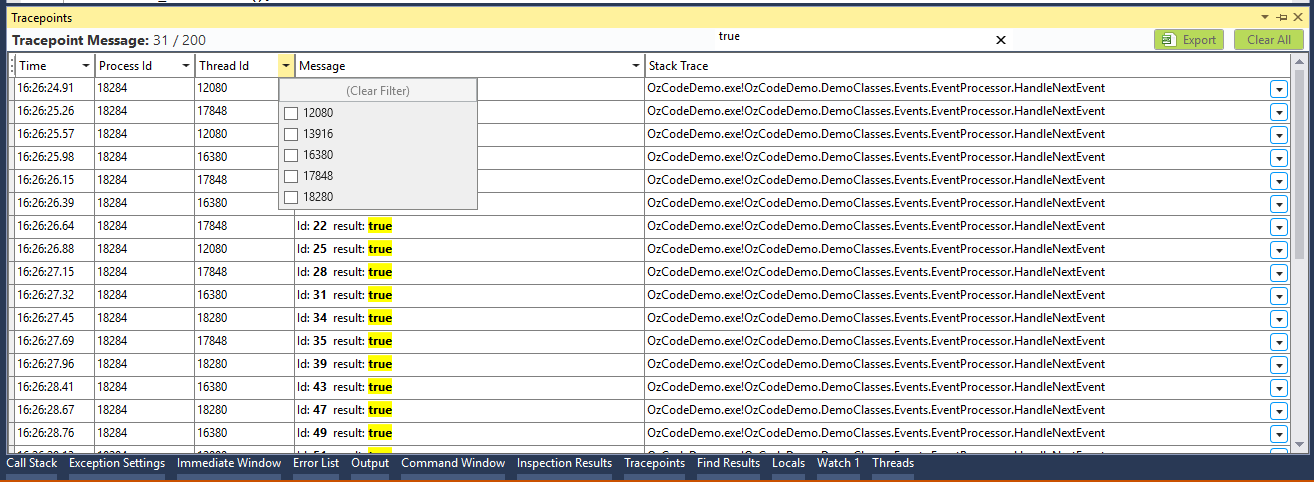 Tracepoints
Tracepoint Message: 31 / 200 true Export Clear All
Time Process Id Thread Id Message Stack Trace
(Clear Filter)
12080
13916
16380
17848
18280
16:26:24.91 18284 12080 OzCodeDemo.exe!OzCodeDemo.DemoClasses.Events.EventProcessor.HandleNextEvent
16:26:25.26 18284 17848 OzCodeDemo.exe!OzCodeDemo.DemoClasses.Events.EventProcessor.HandleNextEvent
16:26:25.57 18284 12080 OzCodeDemo.exe!OzCodeDemo.DemoClasses.Events.EventProcessor.HandleNextEvent
16:26:25.98 18284 16380 OzCodeDemo.exe!OzCodeDemo.DemoClasses.Events.EventProcessor.HandleNextEvent
16:26:26.15 18284 17848 OzCodeDemo.exe!OzCodeDemo.DemoClasses.Events.EventProcessor.HandleNextEvent
16:26:26.39 18284 16380 OzCodeDemo.exe!OzCodeDemo.DemoClasses.Events.EventProcessor.HandleNextEvent
16:26:26.64 18284 17848 Id: 22 result: true OzCodeDemo.exe!OzCodeDemo.DemoClasses.Events.EventProcessor.HandleNextEvent
16:26:26.88 18284 12080 Id: 25 result: true OzCodeDemo.exe!OzCodeDemo.DemoClasses.Events.EventProcessor.HandleNextEvent
16:26:27.15 18284 17848 Id: 28 result: true OzCodeDemo.exe!OzCodeDemo.DemoClasses.Events.EventProcessor.HandleNextEvent
16:26:27.32 18284 16380 Id: 31 result: true OzCodeDemo.exe!OzCodeDemo.DemoClasses.Events.EventProcessor.HandleNextEvent
16:26:27.45 18284 18280 Id: 34 result: true OzCodeDemo.exe!OzCodeDemo.DemoClasses.Events.EventProcessor.HandleNextEvent
16:26:27.69 18284 17848 Id: 35 result: true OzCodeDemo.exe!OzCodeDemo.DemoClasses.Events.EventProcessor.HandleNextEvent
16:26:27.96 18284 18280 Id: 39 result: true OzCodeDemo.exe!OzCodeDemo.DemoClasses.Events.EventProcessor.HandleNextEvent
16:26:28.41 18284 16380 Id: 43 result: true OzCodeDemo.exe!OzCodeDemo.DemoClasses.Events.EventProcessor.HandleNextEvent
16:26:28.67 18284 18280 Id: 47 result: true OzCodeDemo.exe!OzCodeDemo.DemoClasses.Events.EventProcessor.HandleNextEvent
16:26:28.76 18284 16380 Id: 49 result: true OzCodeDemo.exe!OzCodeDemo.DemoClasses.Events.EventProcessor.HandleNextEvent
Call Stack Exception Settings Immediate Window Error List Output Command Window Inspection Results Tracepoints Find Results Locals Watch 1 Threads